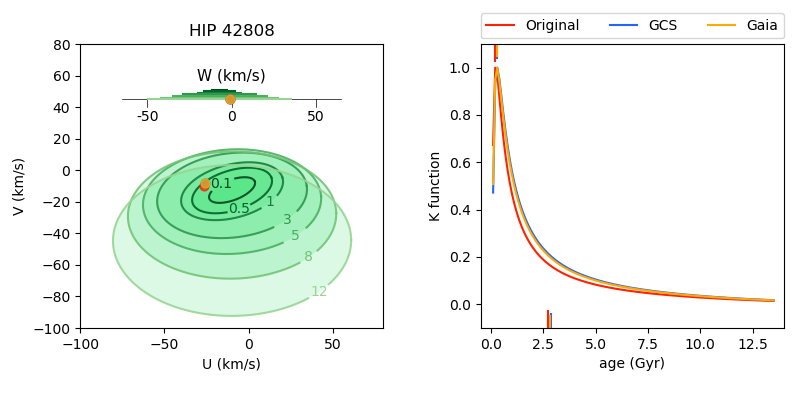 HIP 42808
80
60
40
20
0
−20
−40
−60
−80
−100
V (km/s)
W (km/s)
-50 0 50
0.1
0.5
1
3
5
8
12
−100 −50 0 50
U (km/s)
Original GCS Gaia
1.0
0.8
0.6
0.4
0.2
0.0
K function
0.0 2.5 5.0 7.5 10.0 12.5
age (Gyr)